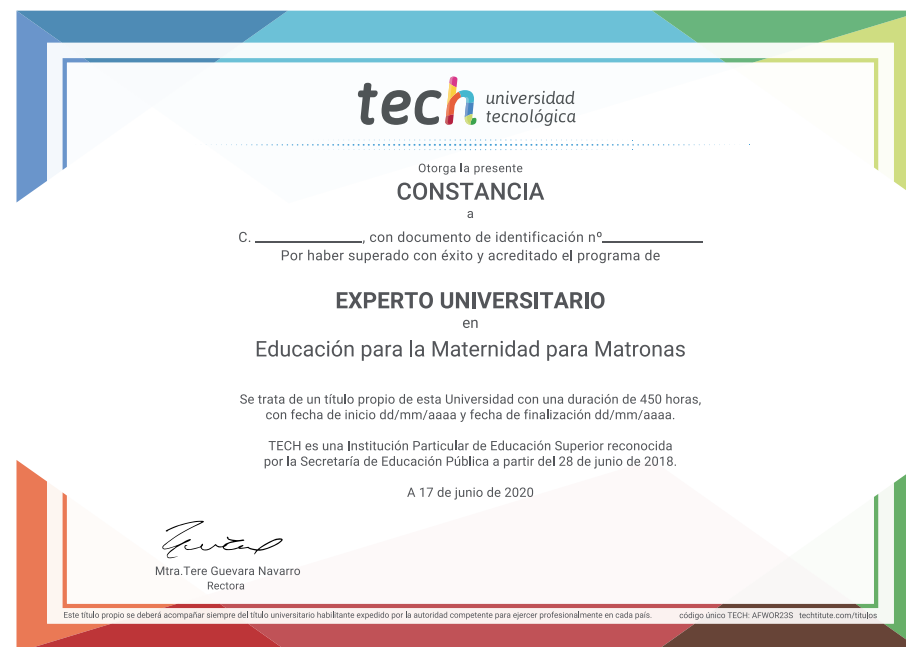 tech universidad
tecnológica
Otorga la presente
CONSTANCIA
a
C. ______________, con documento de identificación nº_____________
Por haber superado con éxito y acreditado el programa de
EXPERTO UNIVERSITARIO
en
Educación para la Maternidad para Matronas
Se trata de un título propio de esta Universidad con una duración de 450 horas,
con fecha de inicio dd/mm/aaaa y fecha de finalización dd/mm/aaaa.
TECH es una Institución Particular de Educación Superior reconocida
por la Secretaría de Educación Pública a partir del 28 de junio de 2018.
A 17 de junio de 2020
Mtra.Tere Guevara Navarro
Rectora
Este título propio se deberá acompañar siempre del título universitario habilitante expedido por la autoridad competente para ejercer profesionalmente en cada país. código único TECH: AFWOR23S techtitute.com/títulos